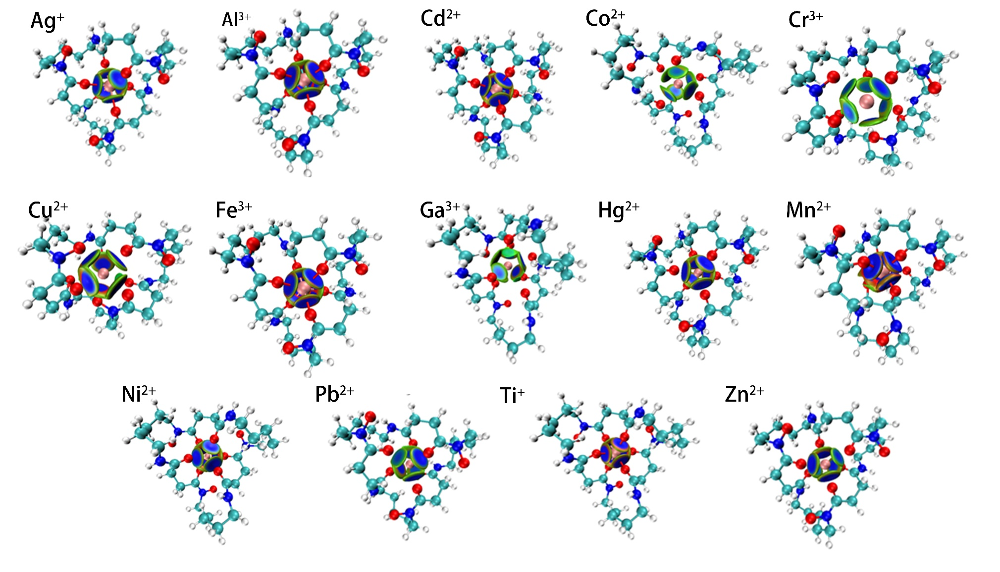 Ag⁺
Al³⁺
Cd²⁺
Co²⁺
Cr³⁺
Cu²⁺
Fe³⁺
Ga³⁺
Hg²⁺
Mn²⁺
Ni²⁺
Pb²⁺
Ti⁺
Zn²⁺